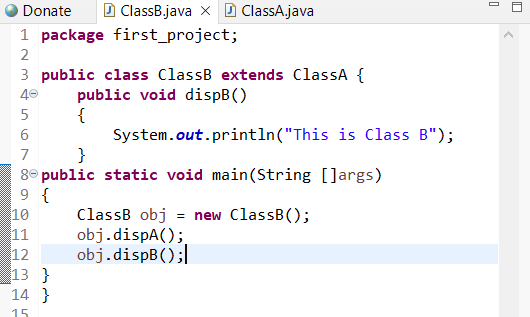 Donate ClassB.java ClassA.java
1 package first_project;
2
3 public class ClassB extends ClassA {
4 public void dispB()
5 {
6 System.out.println("This is Class B");
7 }
8 public static void main(String []args)
9 {
10 ClassB obj = new ClassB();
11 obj.dispA();
12 obj.dispB();
13 }
14 }
15